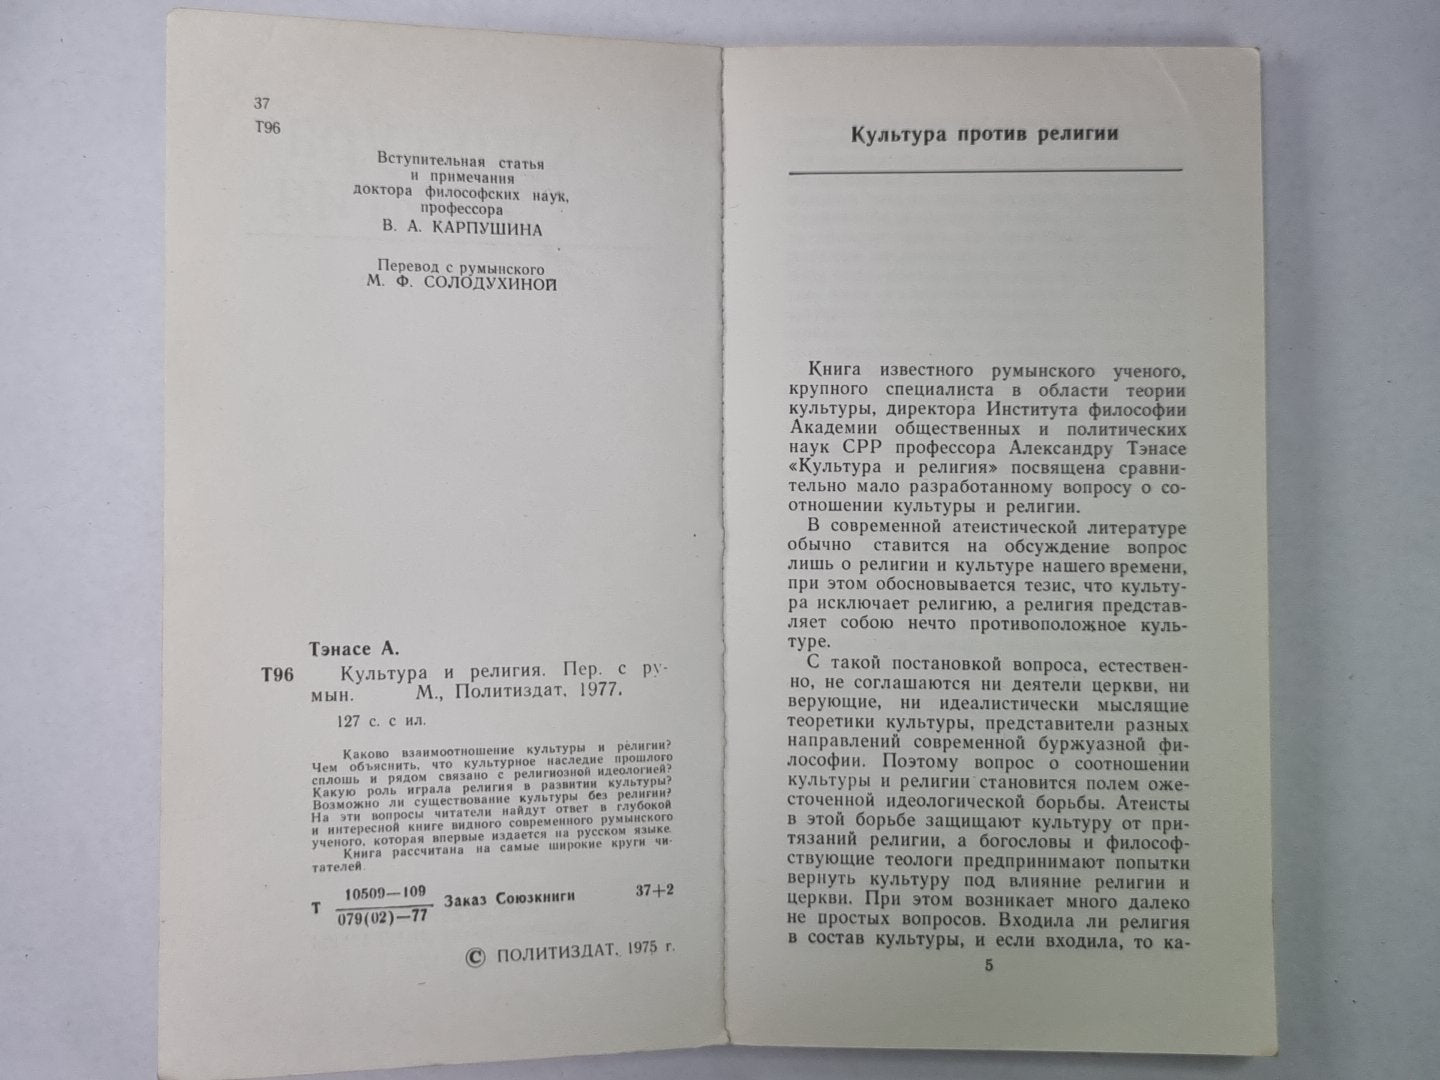 37
Т96
Вступительная статья
и примечания
доктора философских наук,
профессора
В. А. КАРПУШИНА
Перевод с румынского
М. Ф. СОЛОДУХИНОЙ
Тэнасе А.
Т96 Культура и религия. Пер. с ру-
мын. М., Политиздат, 1977.
127 с. с ил.
Каково взаимоотношение культуры и религии?
Чем объяснить, что культурное наследие прошлого
сплошь и рядом связано с религиозной идеологией?
Какую роль играла религия в развитии культуры?
Возможно ли существование культуры без религии?
На эти вопросы читатели найдут ответ в глубокой
и интересной книге видного современного румынского
ученого, которая впервые издается на русском языке.
Книга рассчитана на самые широкие круги чи-
тателей.
Т 10509—109
079(02)—77 Заказ Союзкниги 37+2
© ПОЛИТИЗДАТ, 1975 г.
Культура против религии
Книга известного румынского ученого,
крупного специалиста в области теории
культуры, директора Института философии
Академии общественных и политических
наук СРР профессора Александру Тэнасе
«Культура и религия» посвящена сравни-
тельно мало разработанному вопросу о со-
отношении культуры и религии.
В современной атеистической литературе
обычно ставится на обсуждение вопрос
лишь о религии и культуре нашего времени,
при этом обосновывается тезис, что культу-
ра исключает религию, а религия представ-
ляет собою нечто противоположное куль-
туре.
С такой постановкой вопроса, естествен-
но, не соглашаются ни деятели церкви, ни
верующие, ни идеалистически мыслящие
теоретики культуры, представители разных
направлений современной буржуазной фи-
лософии. Поэтому вопрос о соотношении
культуры и религии становится полем оже-
сточенной идеологической борьбы. Атеисты
в этой борьбе защищают культуру от при-
тязаний религии, а богословы и философ-
ствующие теологи предпринимают попытки
вернуть культуру под влияние религии и
церкви. При этом возникает много далеко
не простых вопросов. Входила ли религия
в состав культуры, и если входила, то ка-
5